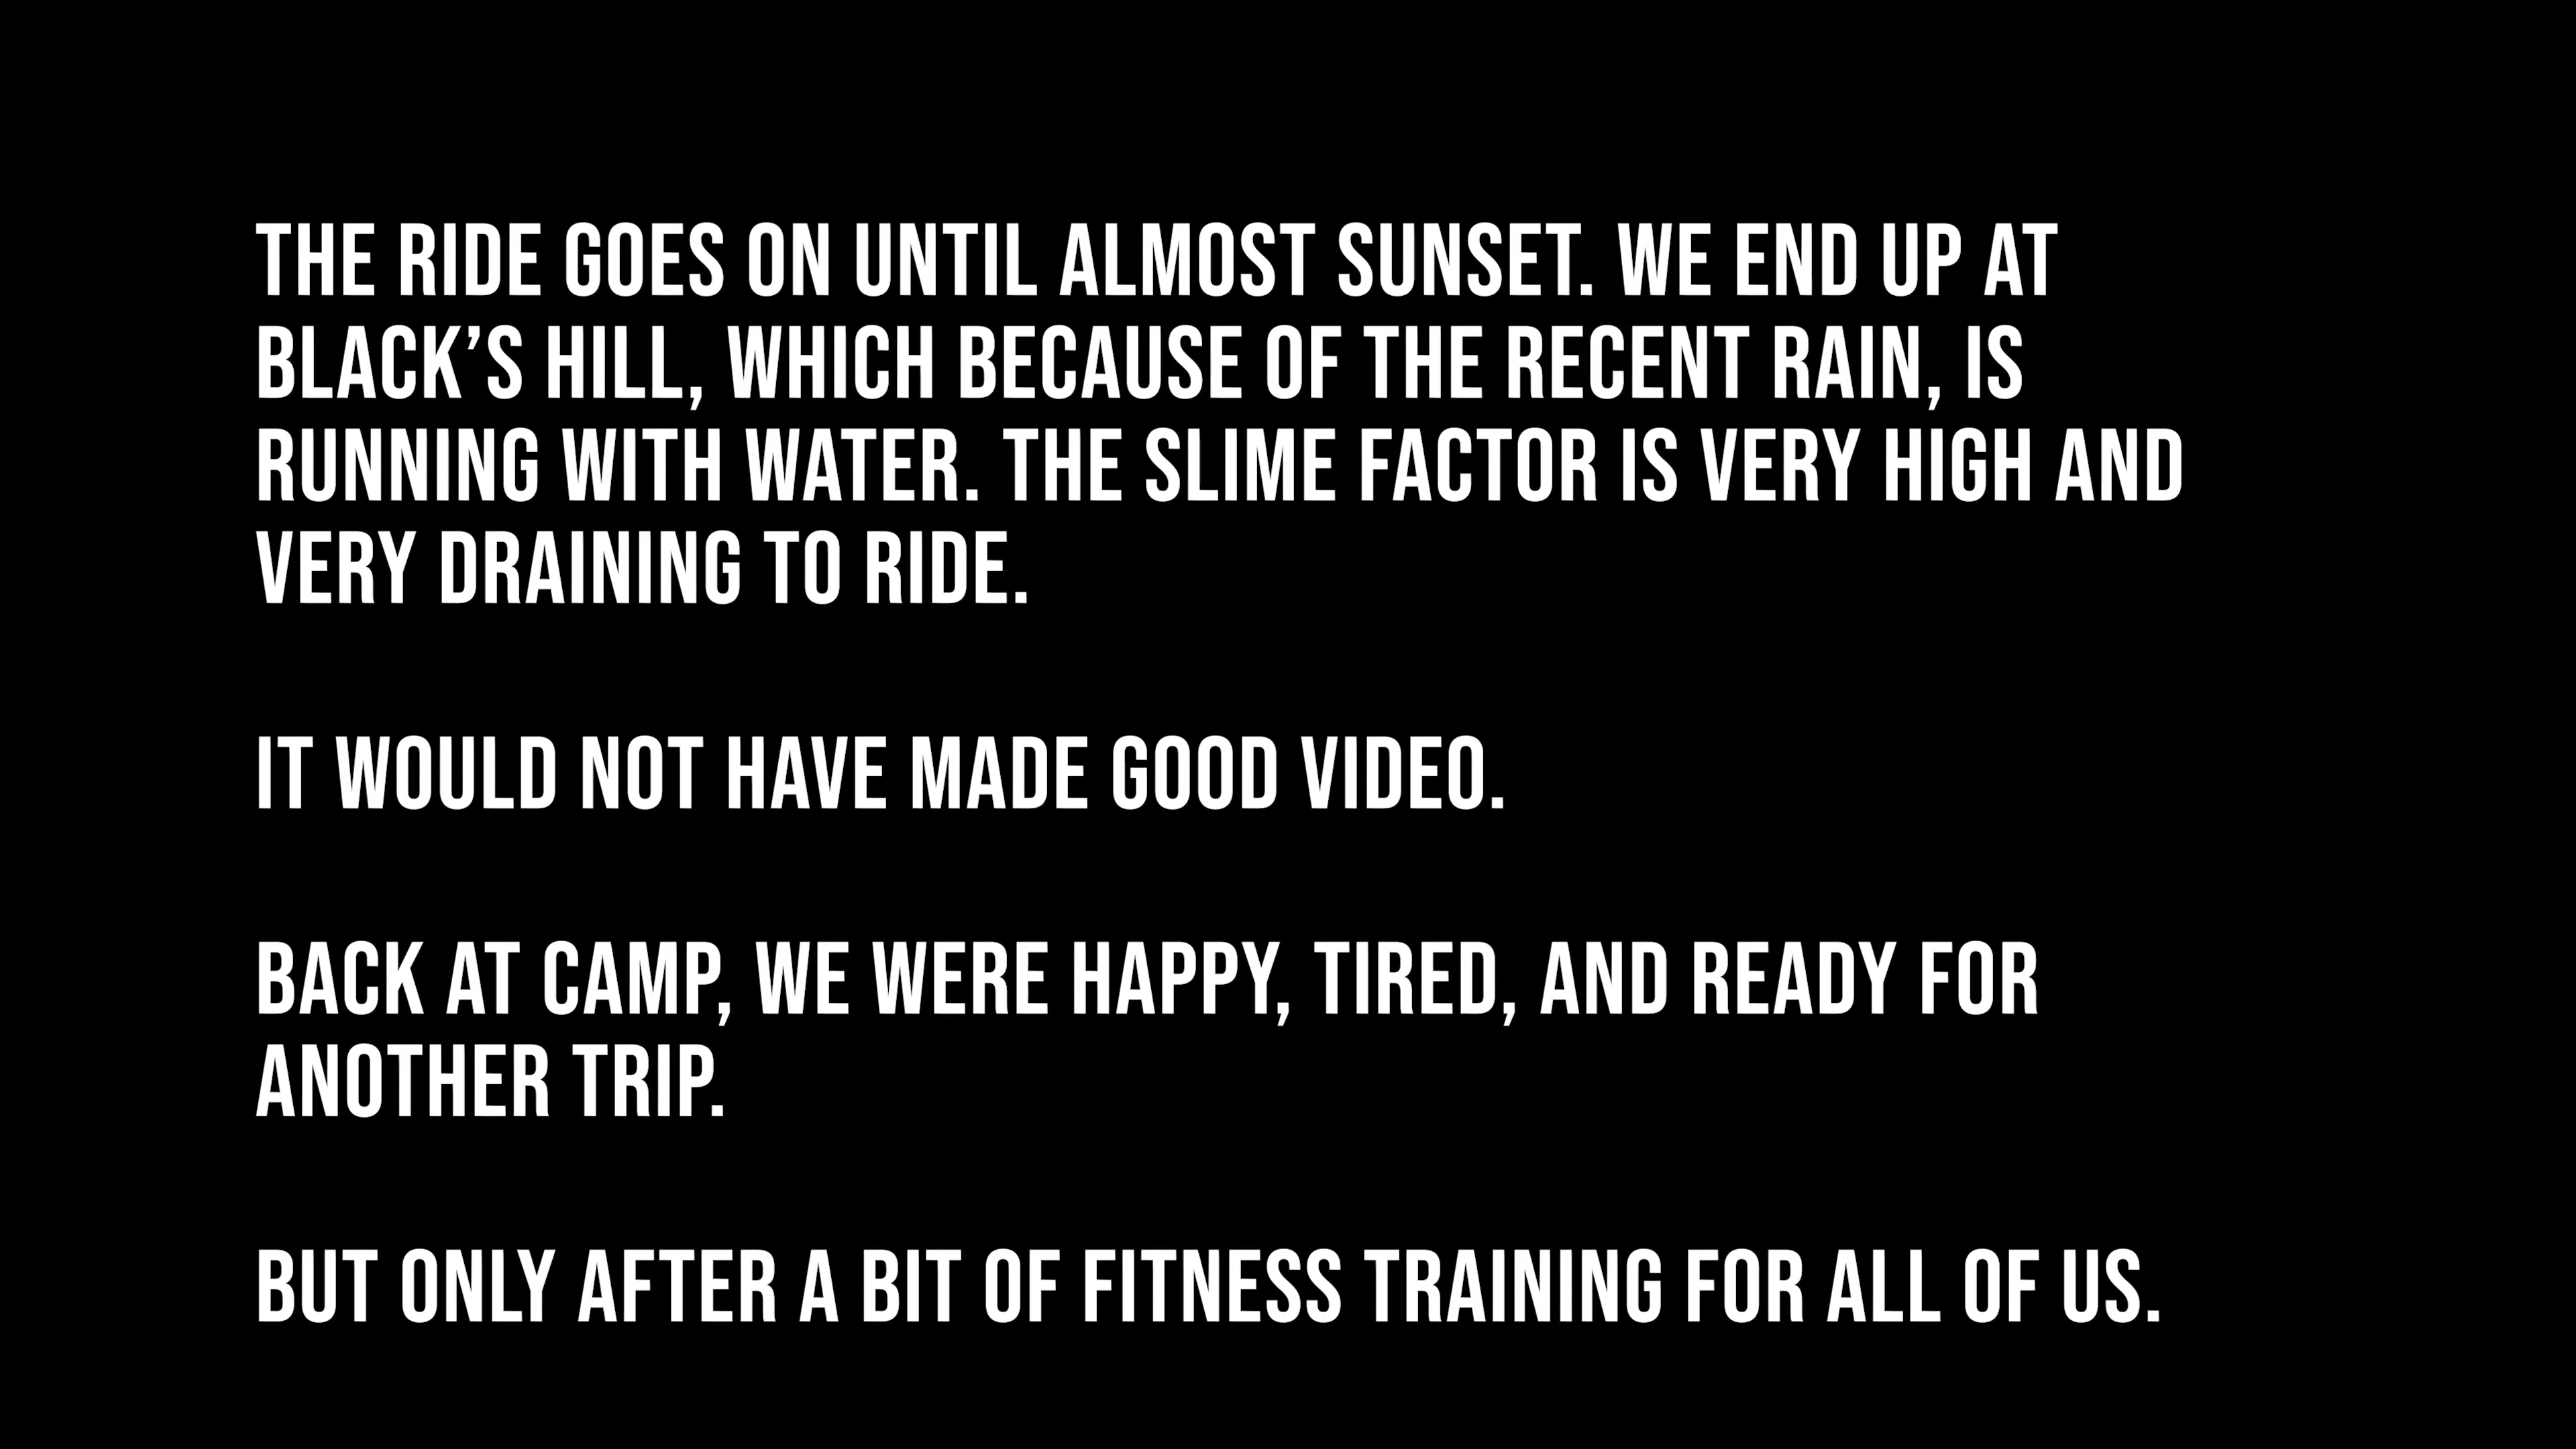 THE RIDE GOES ON UNTIL ALMOST SUNSET. WE END UP AT
BLACK’S HILL, WHICH BECAUSE OF THE RECENT RAIN, IS
RUNNING WITH WATER. THE SLIME FACTOR IS VERY HIGH AND
VERY DRAINING TO RIDE.
IT WOULD NOT HAVE MADE GOOD VIDEO.
BACK AT CAMP, WE WERE HAPPY, TIRED, AND READY FOR
ANOTHER TRIP.
BUT ONLY AFTER A BIT OF FITNESS TRAINING FOR ALL OF US.